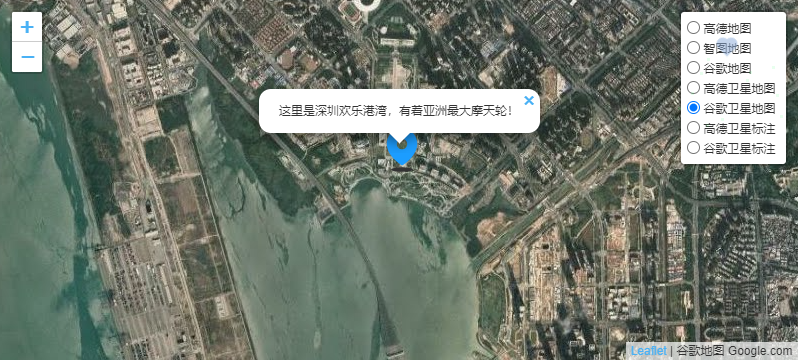 +
−
这里是深圳欢乐港湾，有着亚洲最大摩天轮！
×
高德地图
智图地图
谷歌地图
高德卫星地图
谷歌卫星地图
高德卫星标注
谷歌卫星标注
Leaflet | 谷歌地图 Google.com